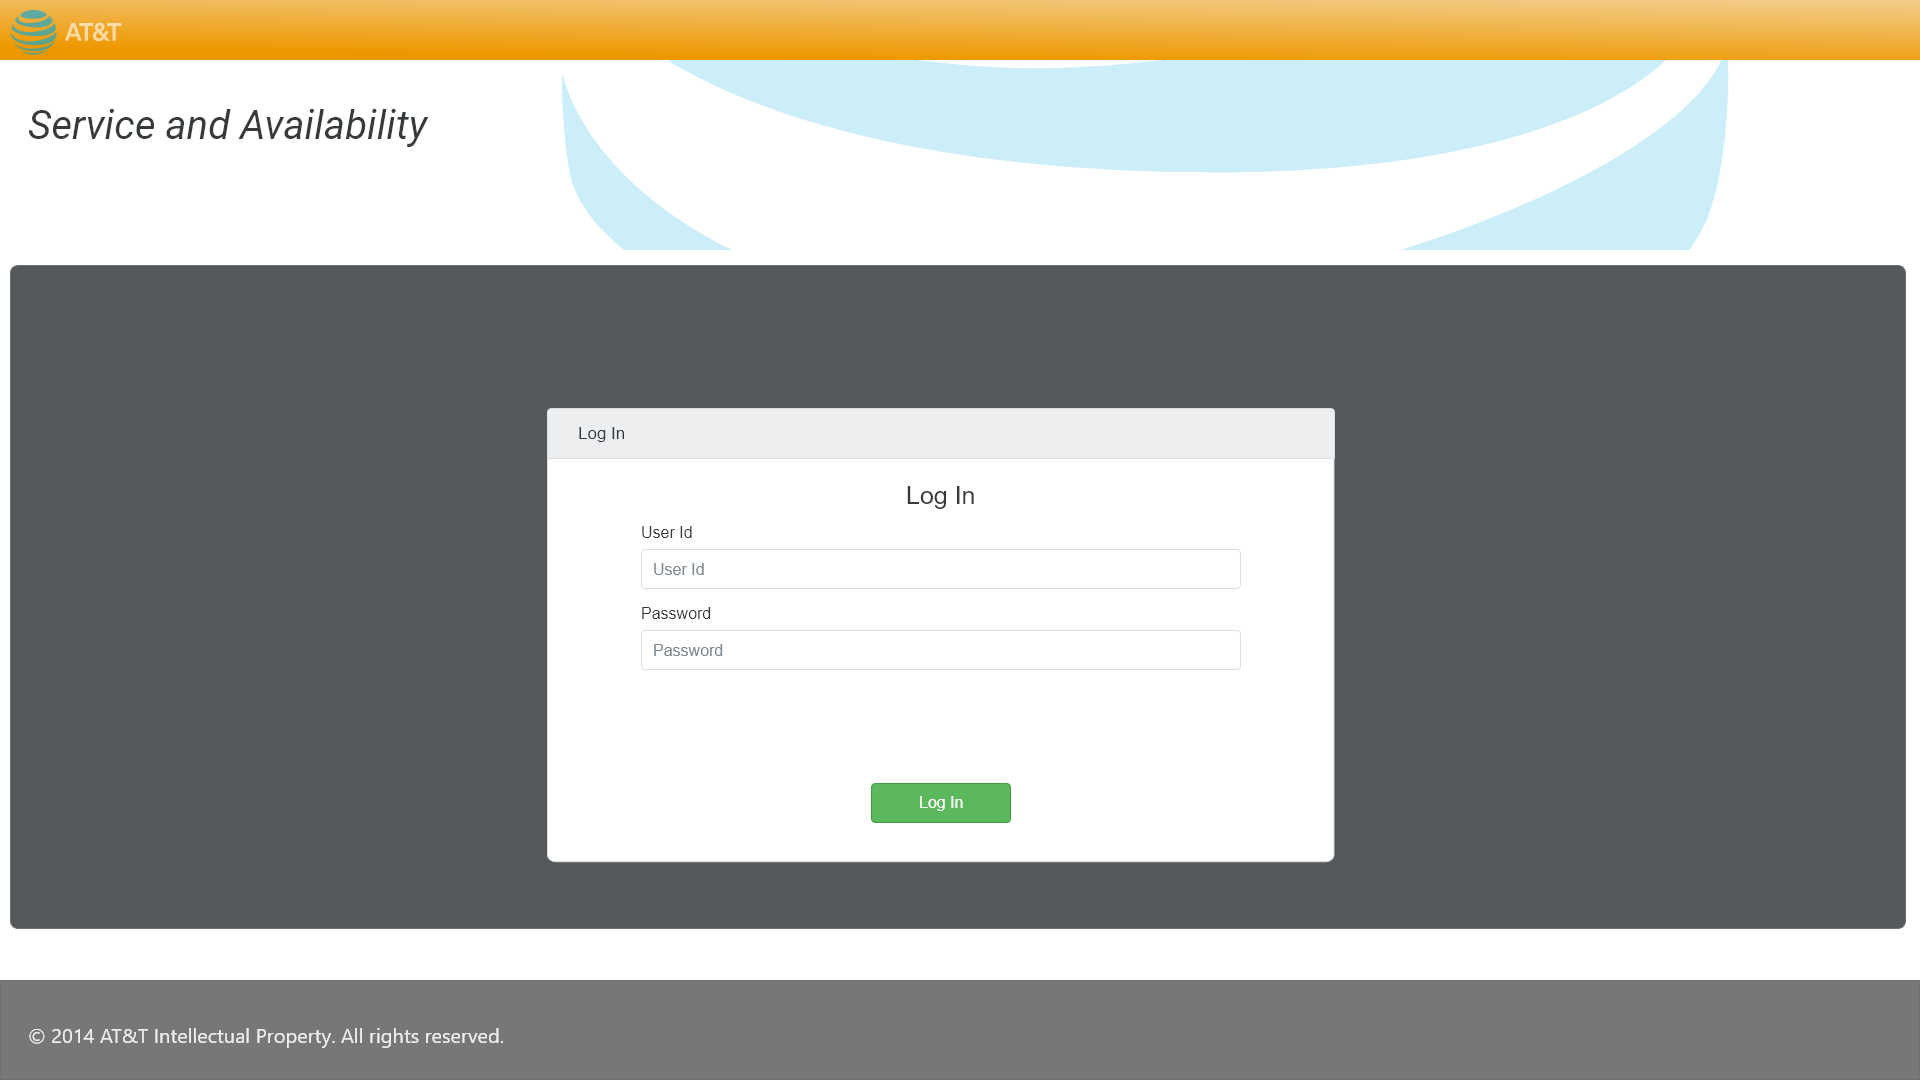 AT&T
Service and Availability
Log In
Log In
User Id
User Id
Password
Password
Log In
© 2014 AT&T Intellectual Property. All rights reserved.